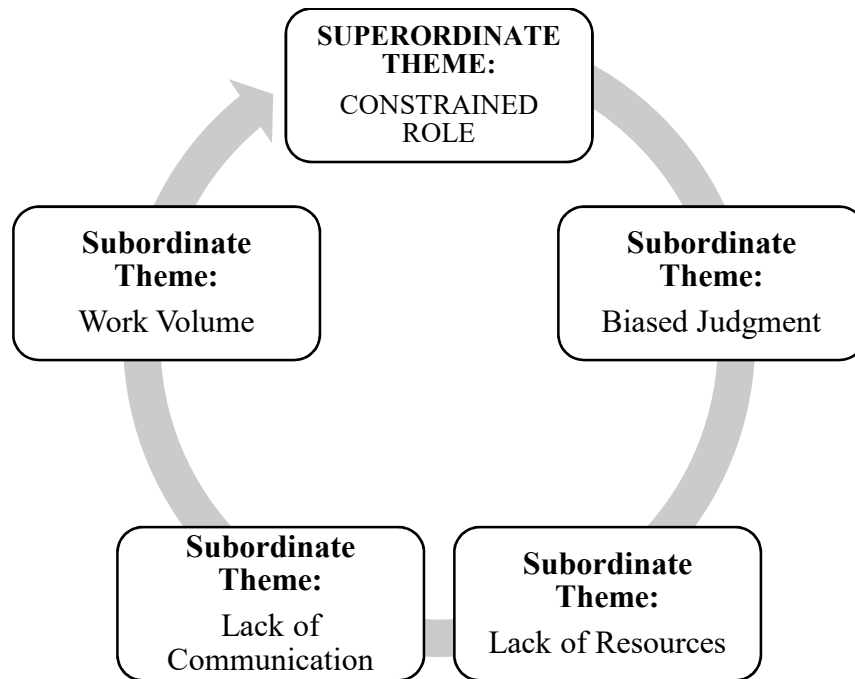 SUPERORDINATE
THEME:
CONSTRAINED
ROLE
Subordinate
Theme:
Work Volume
Subordinate
Theme:
Biased Judgment
Subordinate
Theme:
Lack of
Communication
Subordinate
Theme:
Lack of Resources